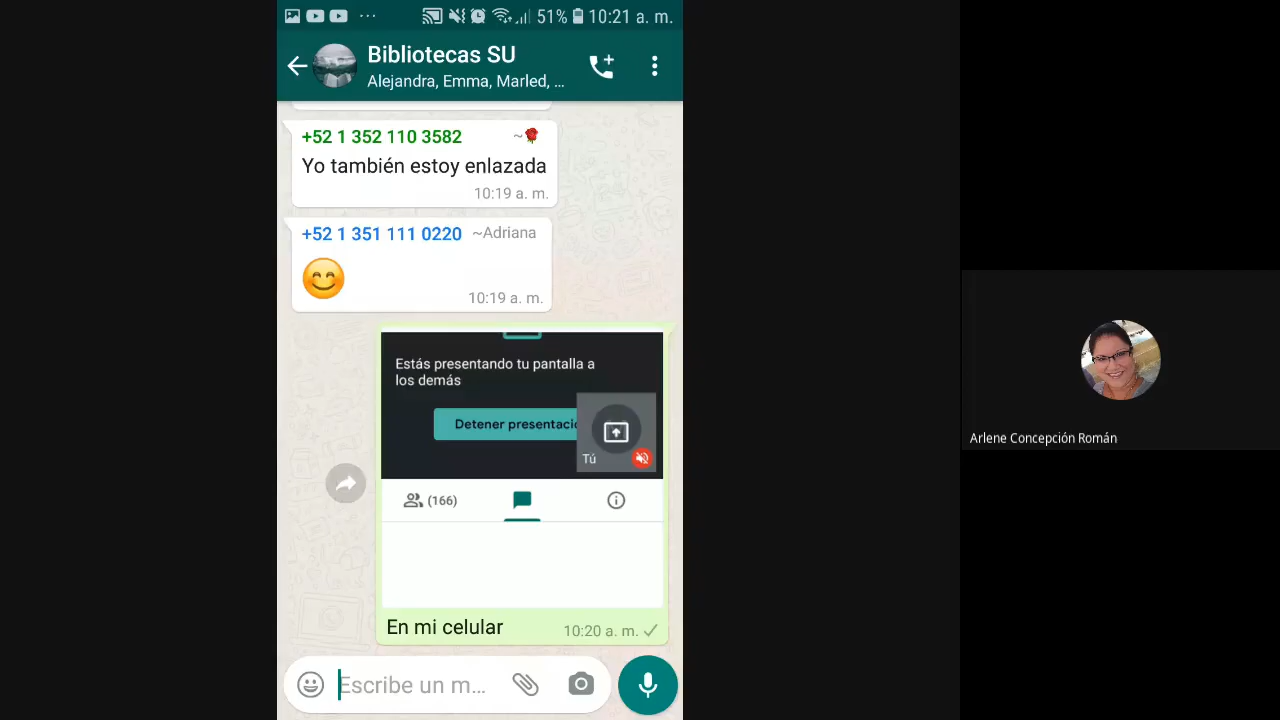 51% 10:21 a. m.
Bibliotecas SU
Alejandra, Emma, Marled, ...
+52 1 352 110 3582 ~🌹
Yo también estoy enlazada
10:19 a. m.
+52 1 351 111 0220 ~Adriana
😊
10:19 a. m.
Estás presentando tu pantalla a
los demás
Detener presentació
Tú
(166)
En mi celular
10:20 a. m.
Escribe un m...
Arlene Concepción Román